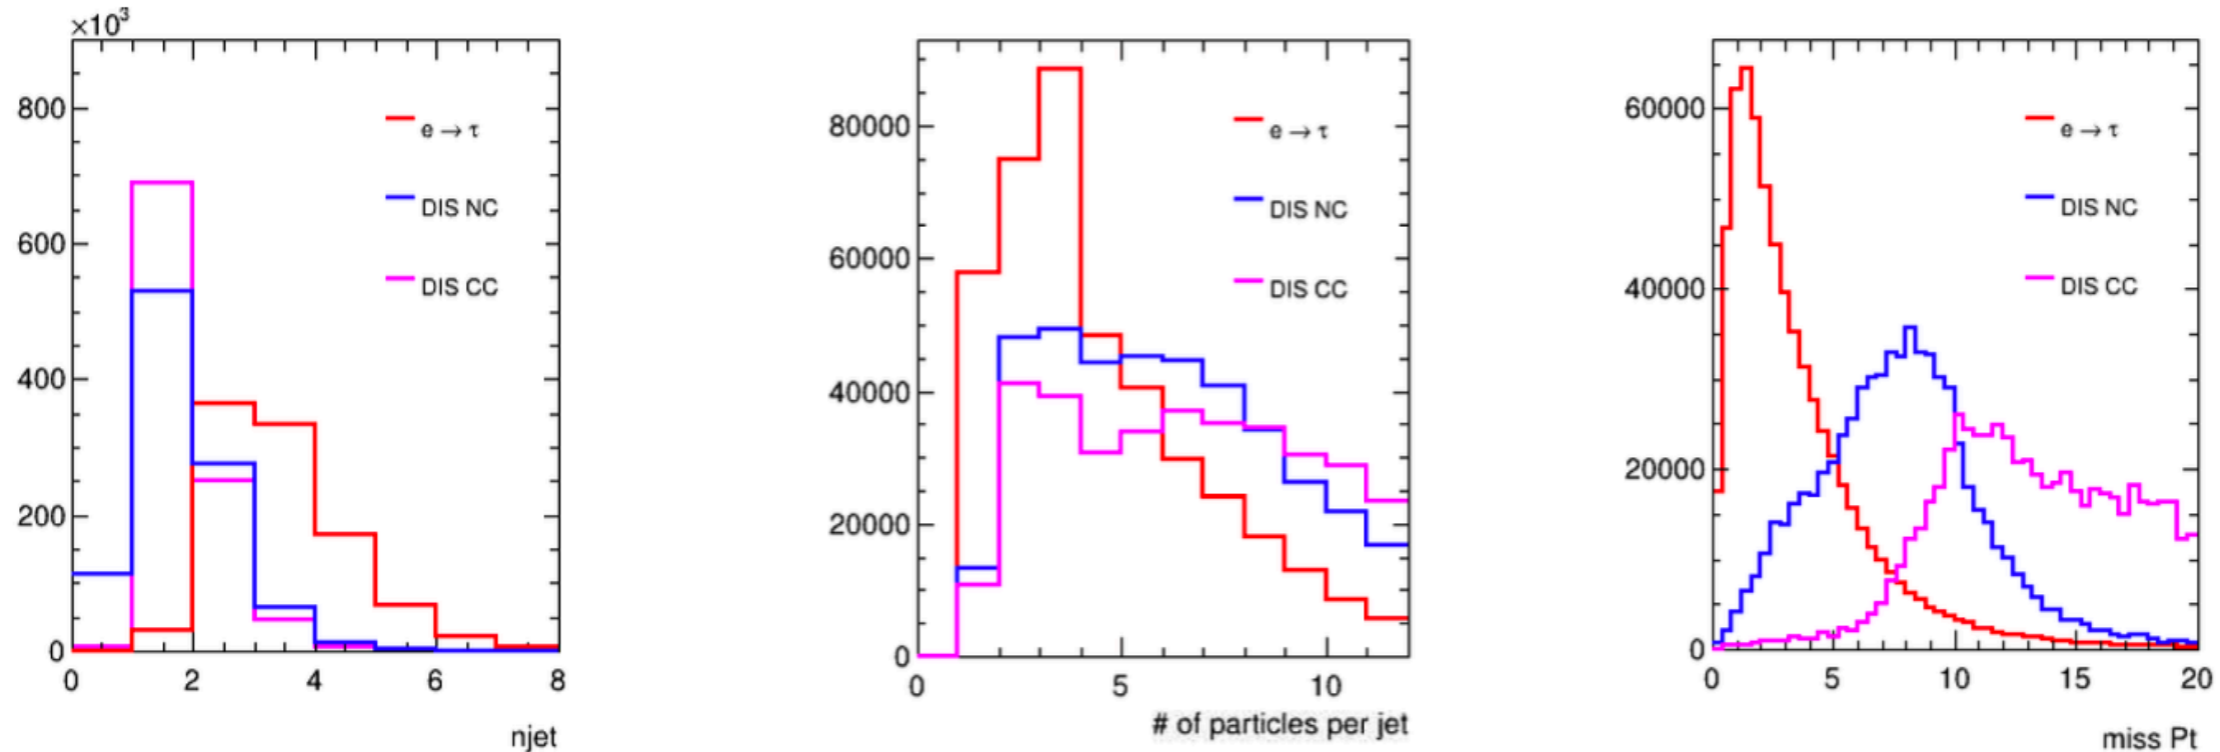 ×10³
800
600
400
200
0
0 2 4 6 8
njet
e → τ
DIS NC
DIS CC
80000
60000
40000
20000
0
0 5 10
# of particles per jet
e → τ
DIS NC
DIS CC
60000
40000
20000
0
0 5 10 15 20
miss Pt
e → τ
DIS NC
DIS CC